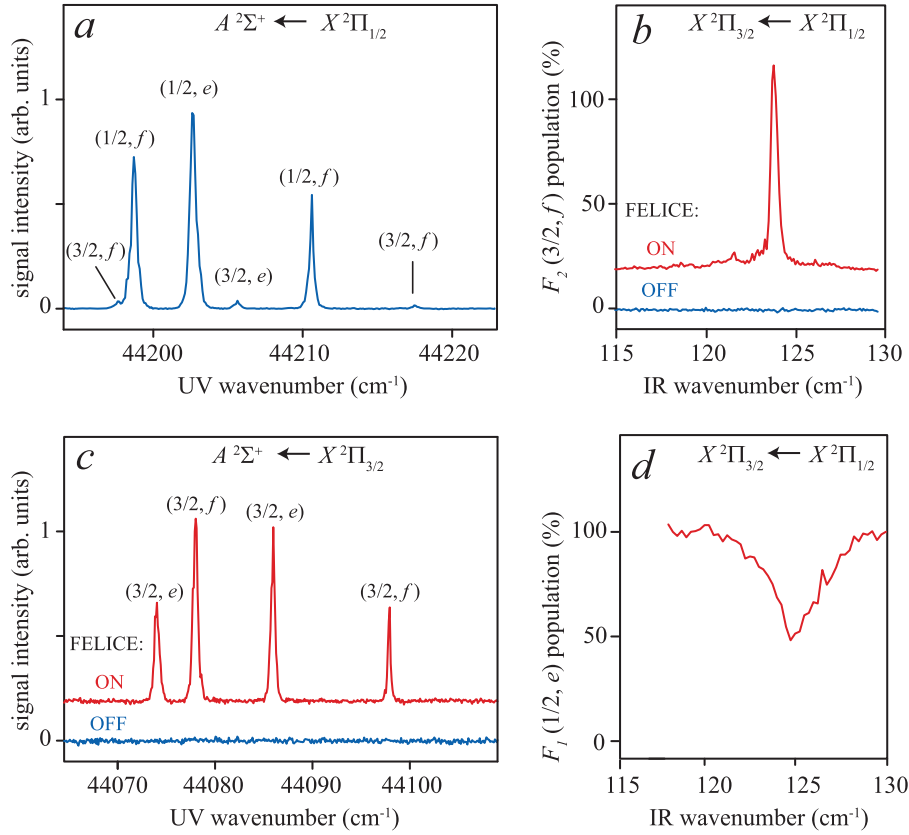 a
A ²Σ⁺ ← X ²Π₁/₂
signal intensity (arb. units)
1
0
(3/2, f)
(1/2, f)
(1/2, e)
(3/2, e)
(1/2, f)
(3/2, f)
44200 44210 44220
UV wavenumber (cm⁻¹)
b
X ²Π₃/₂ ← X ²Π₁/₂
F₂ (3/2, f) population (%)
100
50
0
FELICE:
ON
OFF
115 120 125 130
IR wavenumber (cm⁻¹)
c
A ²Σ⁺ ← X ²Π₃/₂
signal intensity (arb. units)
1
0
(3/2, e)
(3/2, f)
(3/2, e)
(3/2, f)
FELICE:
ON
OFF
44070 44080 44090 44100
UV wavenumber (cm⁻¹)
d
X ²Π₃/₂ ← X ²Π₁/₂
F₁ (1/2, e) population (%)
100
50
0
115 120 125 130
IR wavenumber (cm⁻¹)